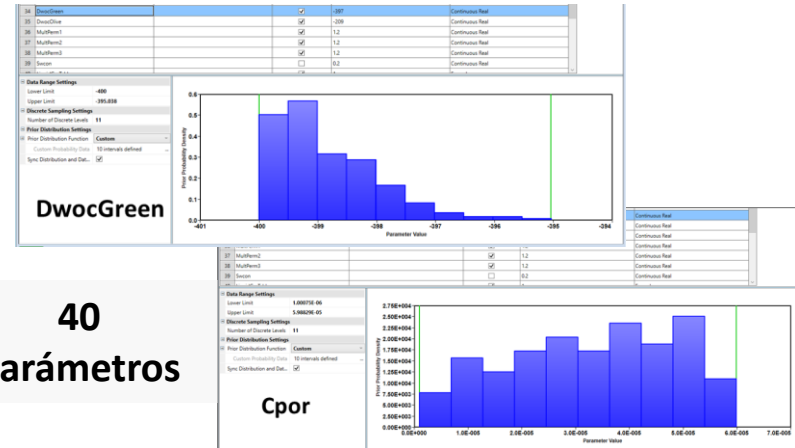 34 DwocGreen -397 Continuous Real
35 DwocOlive -209 Continuous Real
36 MultPerm1 1.2 Continuous Real
37 MultPerm2 1.2 Continuous Real
38 MultPerm3 1.2 Continuous Real
39 Swcon 0.2 Continuous Real
Data Range Settings
Lower Limit -400
Upper Limit -395.038
Discrete Sampling Settings
Number of Discrete Levels 11
Prior Distribution Settings
Prior Distribution Function Custom
Custom Probability Data 10 intervals defined ...
Sync Distribution and Dat...
DwocGreen
Prior Probability Density
0.6
0.5
0.4
0.3
0.2
0.1
0.0
-401 -400 -399 -398 -397 -396 -395 -394
Parameter Value
Continuous Real
Continuous Real
Continuous Real
37 MultPerm2 1.2 Continuous Real
38 MultPerm3 1.2 Continuous Real
39 Swcon 0.2 Continuous Real
Data Range Settings
Lower Limit 1.00075E-06
Upper Limit 5.98829E-05
Discrete Sampling Settings
Number of Discrete Levels 11
Prior Distribution Settings
Prior Distribution Function Custom
Custom Probability Data 10 intervals defined ...
Sync Distribution and Dat...
Cpor
Prior Probability Density
2.50E+004
2.25E+004
2.00E+004
1.75E+004
1.50E+004
1.25E+004
1.00E+004
7.50E+003
5.00E+003
2.50E+003
0.00E+000
0.0E+000 1.0E-005 2.0E-005 3.0E-005 4.0E-005 5.0E-005 6.0E-005 7.0E-005
Parameter Value
40
arámetros